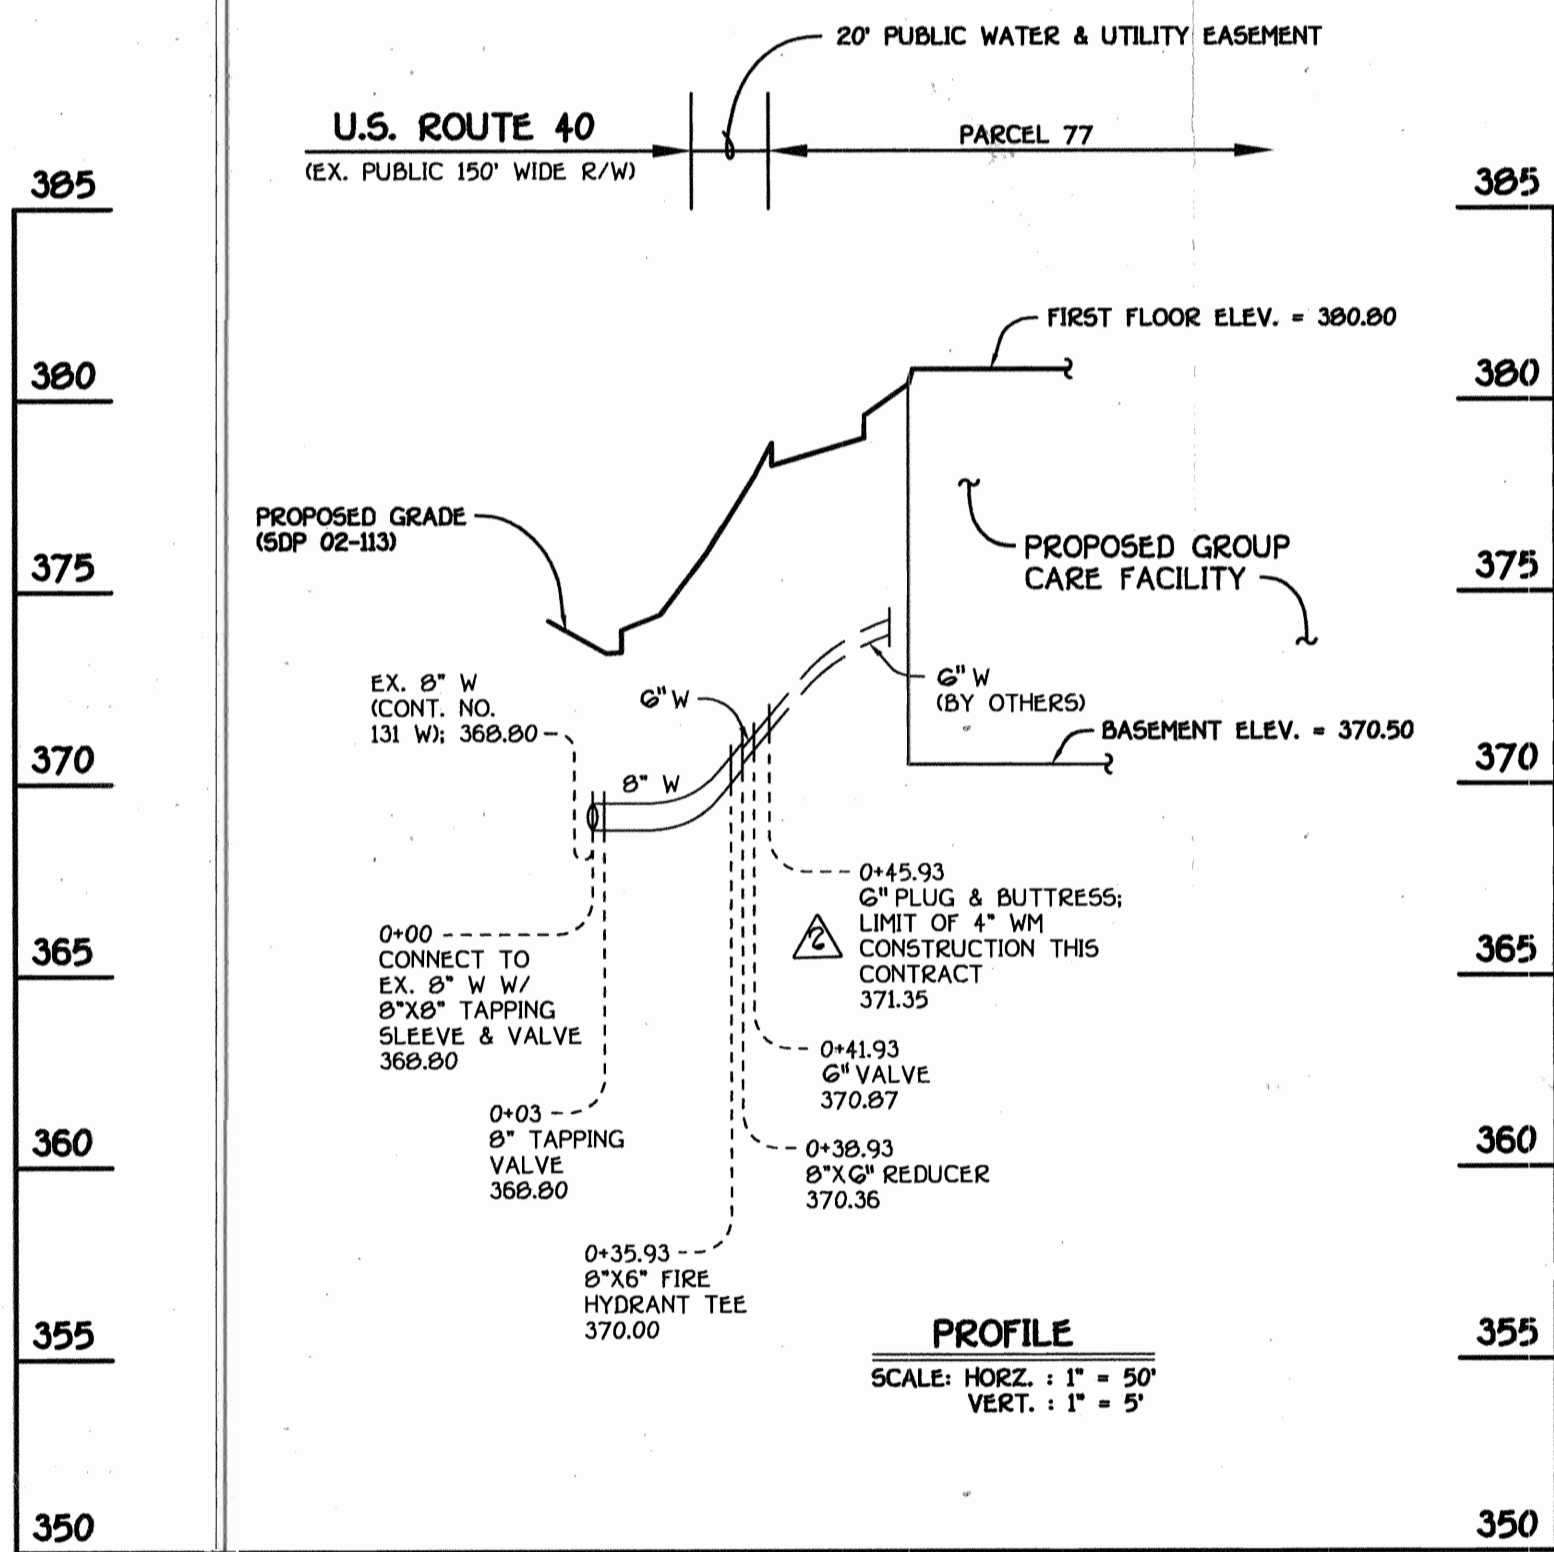 20' PUBLIC WATER & UTILITY EASEMENT
U.S. ROUTE 40
(EX. PUBLIC 150' WIDE R/W)
PARCEL 77
385
385
FIRST FLOOR ELEV. = 380.80
380
380
PROPOSED GRADE
(SDP 02-113)
PROPOSED GROUP
CARE FACILITY
375
375
EX. 8" W
(CONT. NO.
131 W); 368.80
6" W
6" W
(BY OTHERS)
BASEMENT ELEV. = 370.50
370
370
8" W
0+45.93
6" PLUG & BUTTRESS;
LIMIT OF 4" WM
CONSTRUCTION THIS
CONTRACT
371.35
2
0+00
CONNECT TO
EX. 8" W W/
8"X8" TAPPING
SLEEVE & VALVE
368.80
365
365
0+41.93
6" VALVE
370.87
0+03
8" TAPPING
VALVE
368.80
0+38.93
8"X6" REDUCER
370.36
360
360
0+35.93
8"X6" FIRE
HYDRANT TEE
370.00
PROFILE
SCALE: HORZ. : 1" = 50'
VERT. : 1" = 5'
355
355
350
350